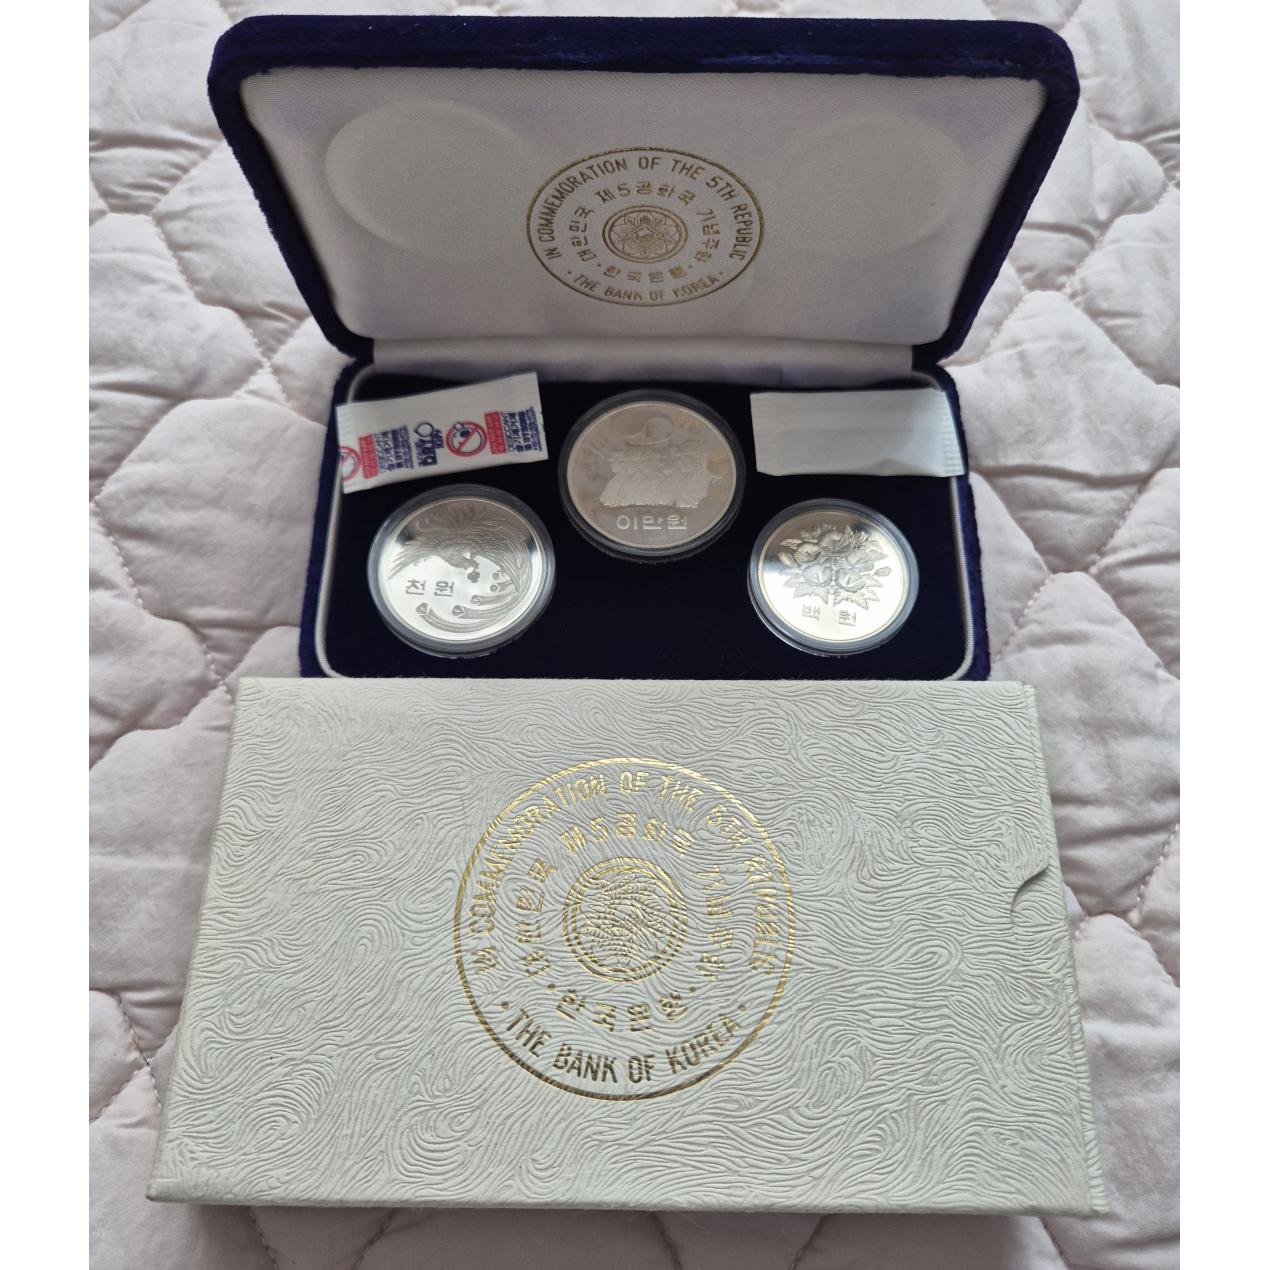 IN COMMEMORATION OF THE 5TH REPUBLIC
대한민국 제5공화국 기념주화
한국은행
THE BANK OF KOREA
이만원
천원
백원
IN COMMEMORATION OF THE 5TH REPUBLIC
대한민국 제5공화국 기념주화
한국은행
THE BANK OF KOREA